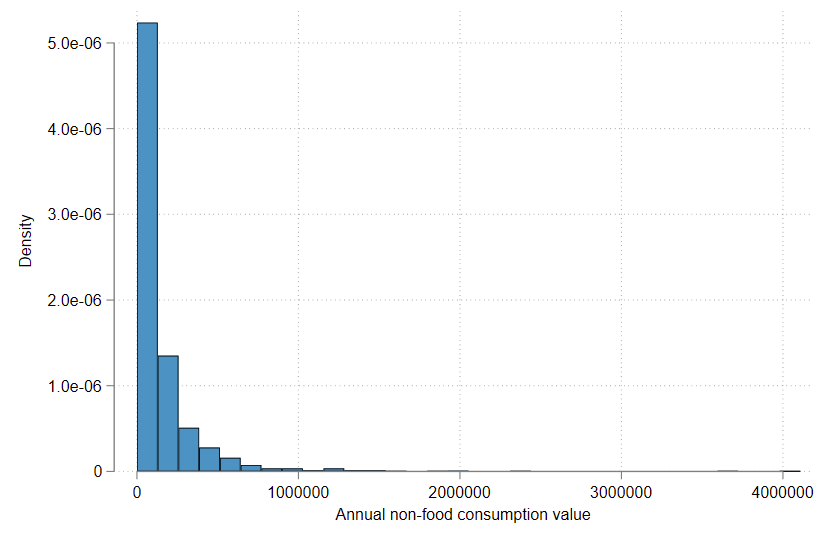 Density
5.0e-06
4.0e-06
3.0e-06
2.0e-06
1.0e-06
0
0 1000000 2000000 3000000 4000000
Annual non-food consumption value